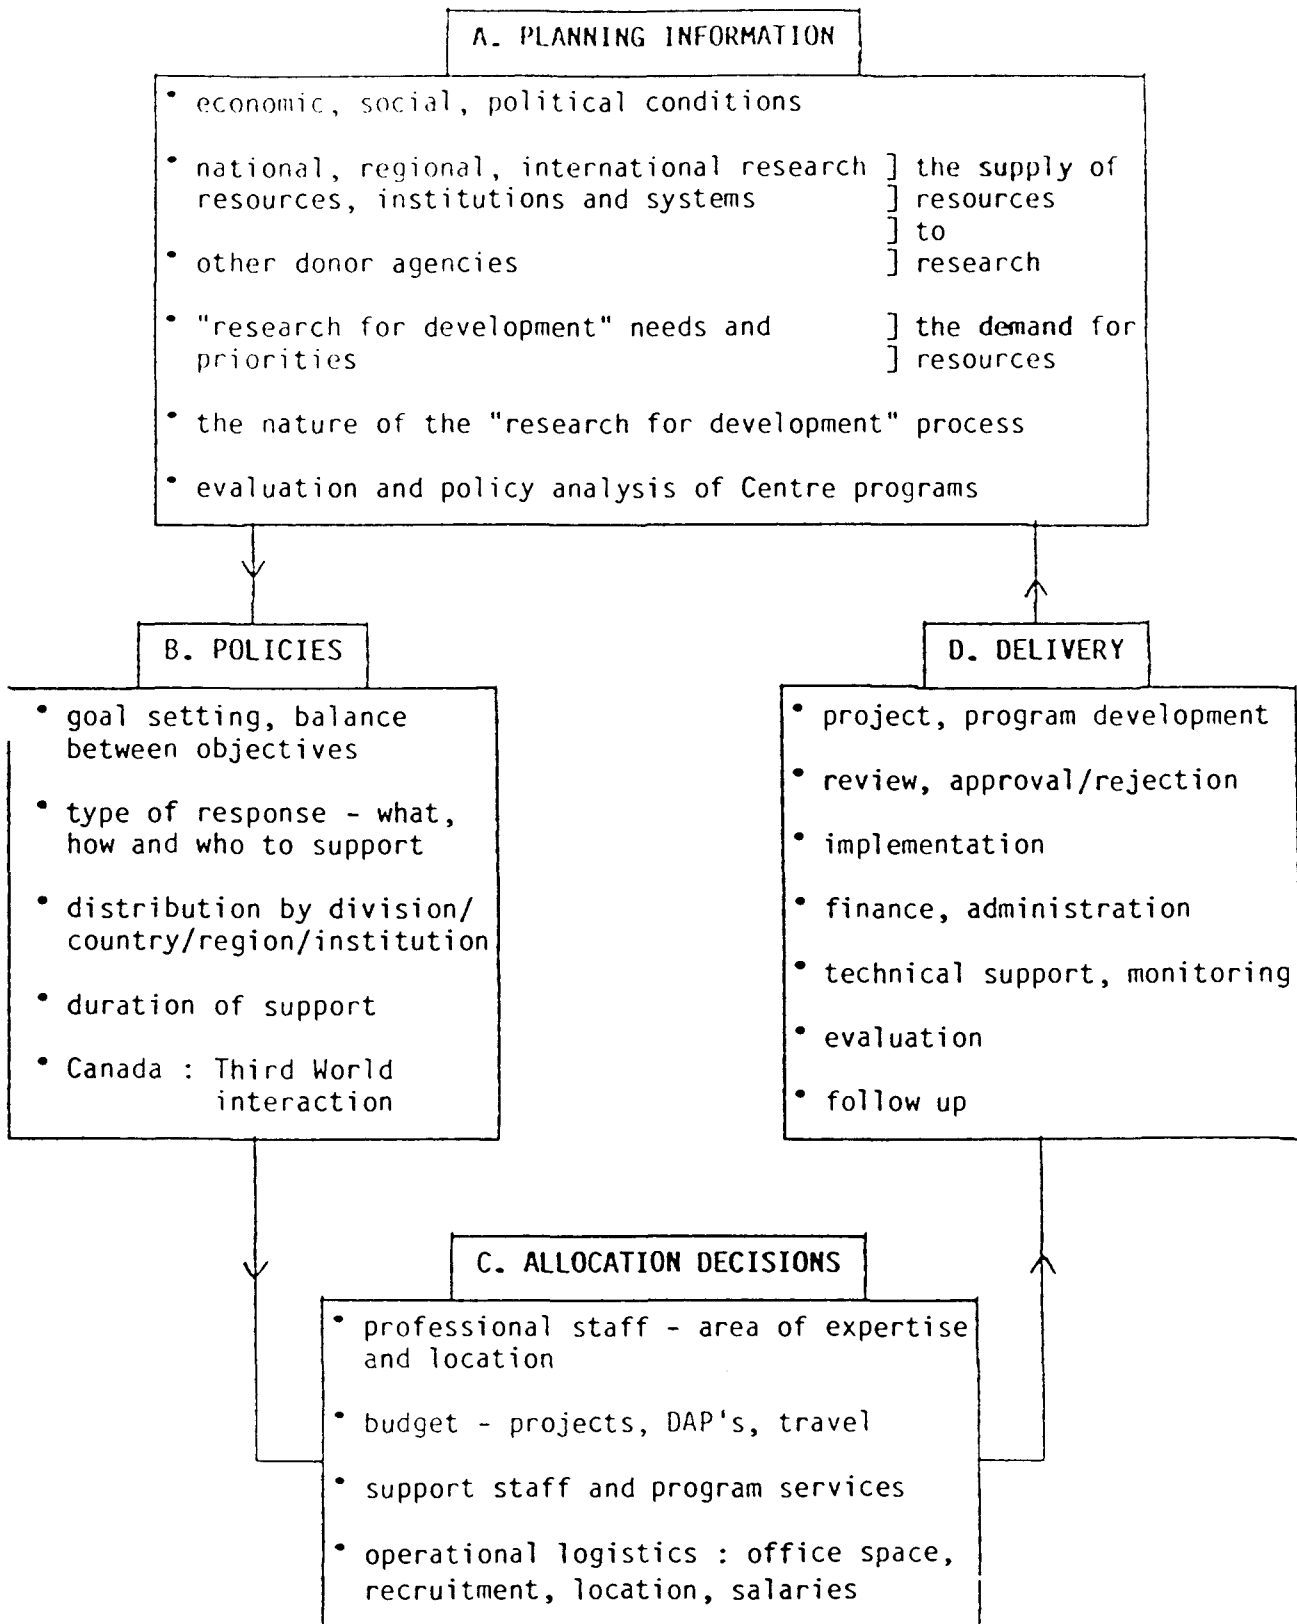 A. PLANNING INFORMATION
• economic, social, political conditions
• national, regional, international research ] the supply of
resources, institutions and systems ] resources
] to
• other donor agencies ] research
• "research for development" needs and ] the demand for
priorities ] resources
• the nature of the "research for development" process
• evaluation and policy analysis of Centre programs
B. POLICIES
• goal setting, balance
between objectives
• type of response - what,
how and who to support
• distribution by division/
country/region/institution
• duration of support
• Canada : Third World
interaction
D. DELIVERY
• project, program development
• review, approval/rejection
• implementation
• finance, administration
• technical support, monitoring
• evaluation
• follow up
C. ALLOCATION DECISIONS
• professional staff - area of expertise
and location
• budget - projects, DAP's, travel
• support staff and program services
• operational logistics : office space,
recruitment, location, salaries